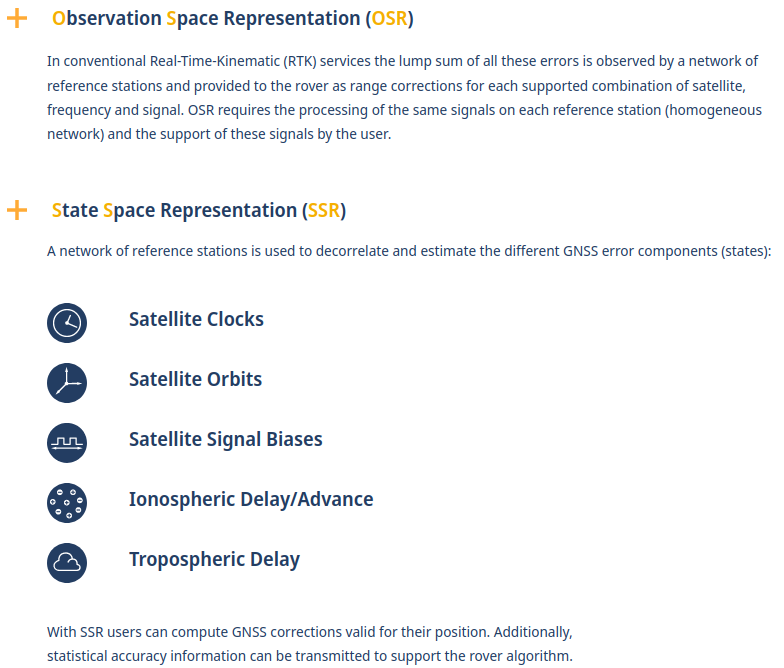 Observation Space Representation (OSR)
In conventional Real-Time-Kinematic (RTK) services the lump sum of all these errors is observed by a network of
reference stations and provided to the rover as range corrections for each supported combination of satellite,
frequency and signal. OSR requires the processing of the same signals on each reference station (homogeneous
network) and the support of these signals by the user.
State Space Representation (SSR)
A network of reference stations is used to decorrelate and estimate the different GNSS error components (states):
Satellite Clocks
Satellite Orbits
Satellite Signal Biases
Ionospheric Delay/Advance
Tropospheric Delay
With SSR users can compute GNSS corrections valid for their position. Additionally,
statistical accuracy information can be transmitted to support the rover algorithm.